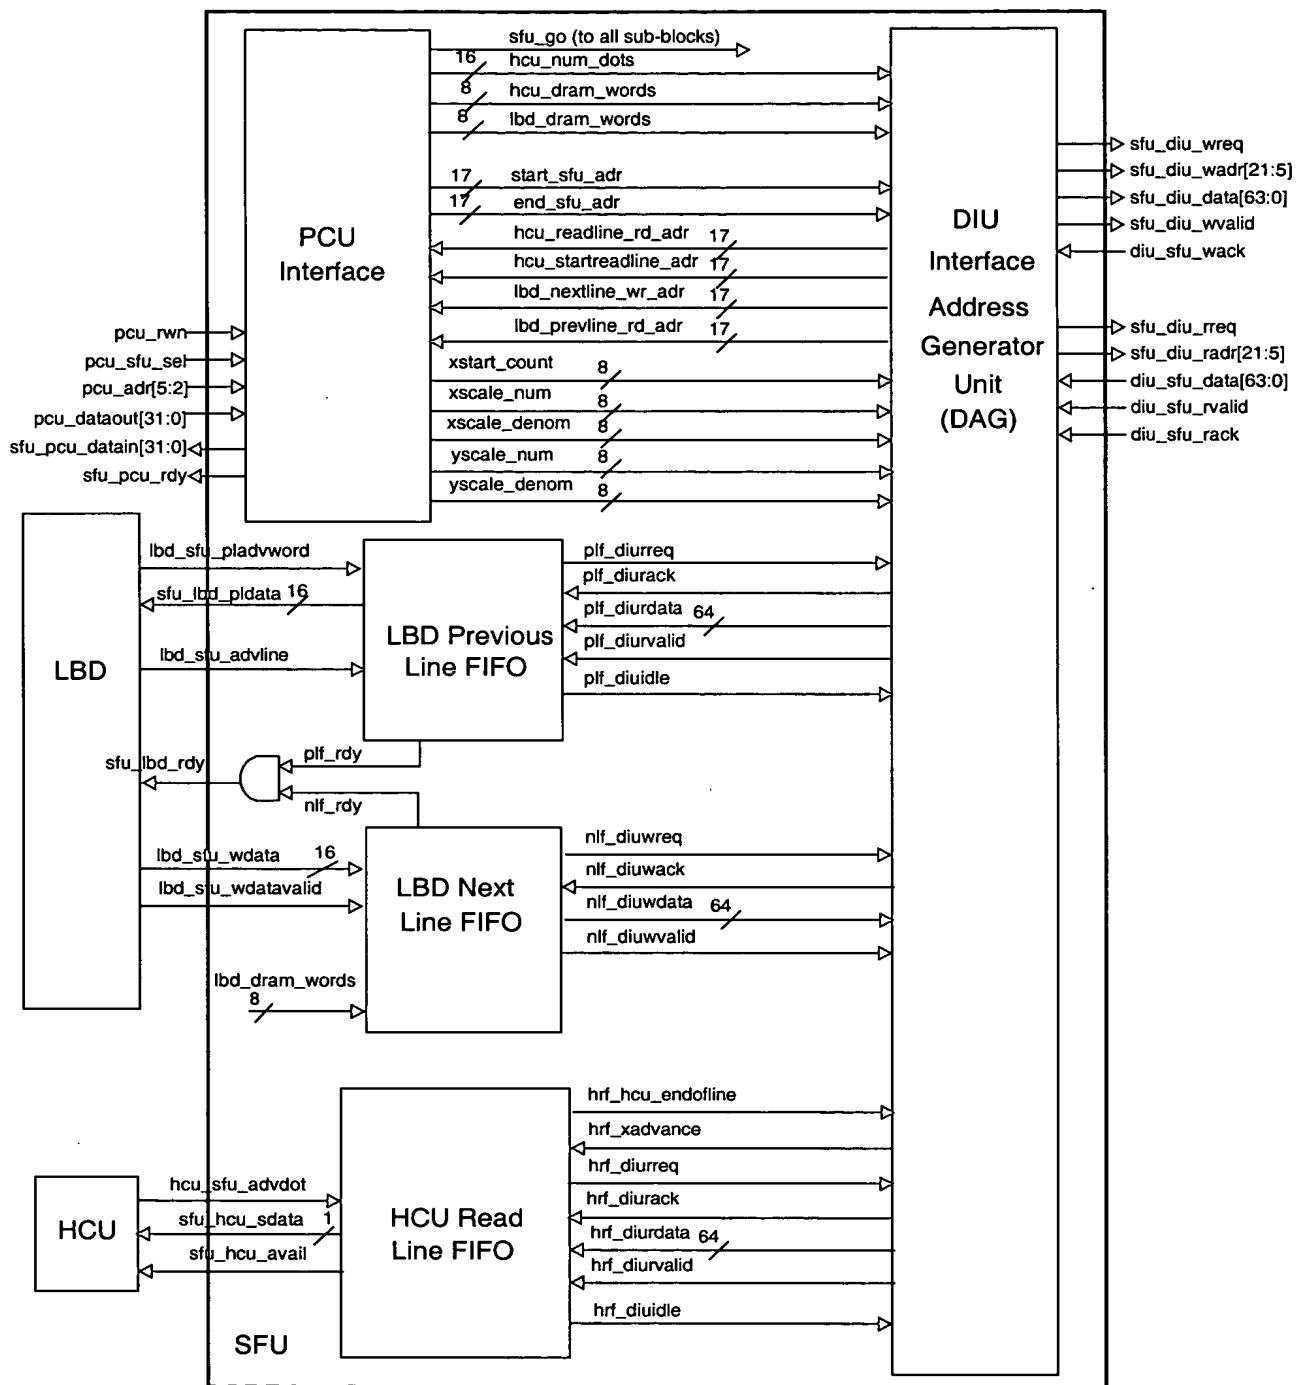 sfu_go (to all sub-blocks)
16
hcu_num_dots
8
hcu_dram_words
8
lbd_dram_words
17
start_sfu_adr
17
end_sfu_adr
hcu_readline_rd_adr
17
hcu_startreadline_adr
17
lbd_nextline_wr_adr
17
lbd_prevline_rd_adr
17
xstart_count
8
xscale_num
8
xscale_denom
8
yscale_num
8
yscale_denom
8
PCU
Interface
pcu_rwn
pcu_sfu_sel
pcu_adr[5:2]
pcu_dataout[31:0]
sfu_pcu_datain[31:0]
sfu_pcu_rdy
DIU
Interface
Address
Generator
Unit
(DAG)
sfu_diu_wreq
sfu_diu_wadr[21:5]
sfu_diu_data[63:0]
sfu_diu_wvalid
diu_sfu_wack
sfu_diu_rreq
sfu_diu_radr[21:5]
diu_sfu_data[63:0]
diu_sfu_rvalid
diu_sfu_rack
LBD
lbd_sfu_pladvword
sfu_lbd_pldata
16
lbd_sfu_advline
LBD Previous
Line FIFO
plf_diurreq
plf_diurack
plf_diurdata
64
plf_diurvalid
plf_diuidle
sfu_lbd_rdy
plf_rdy
nlf_rdy
lbd_sfu_wdata
16
lbd_sfu_wdatavalid
lbd_dram_words
8
LBD Next
Line FIFO
nlf_diuwreq
nlf_diuwack
nlf_diuwdata
64
nlf_diuwvalid
HCU
hcu_sfu_advdot
sfu_hcu_sdata
1
sfu_hcu_avail
HCU Read
Line FIFO
hrf_hcu_endofline
hrf_xadvance
hrf_diurreq
hrf_diurack
hrf_diurdata
64
hrf_diurvalid
hrf_diuidle
SFU